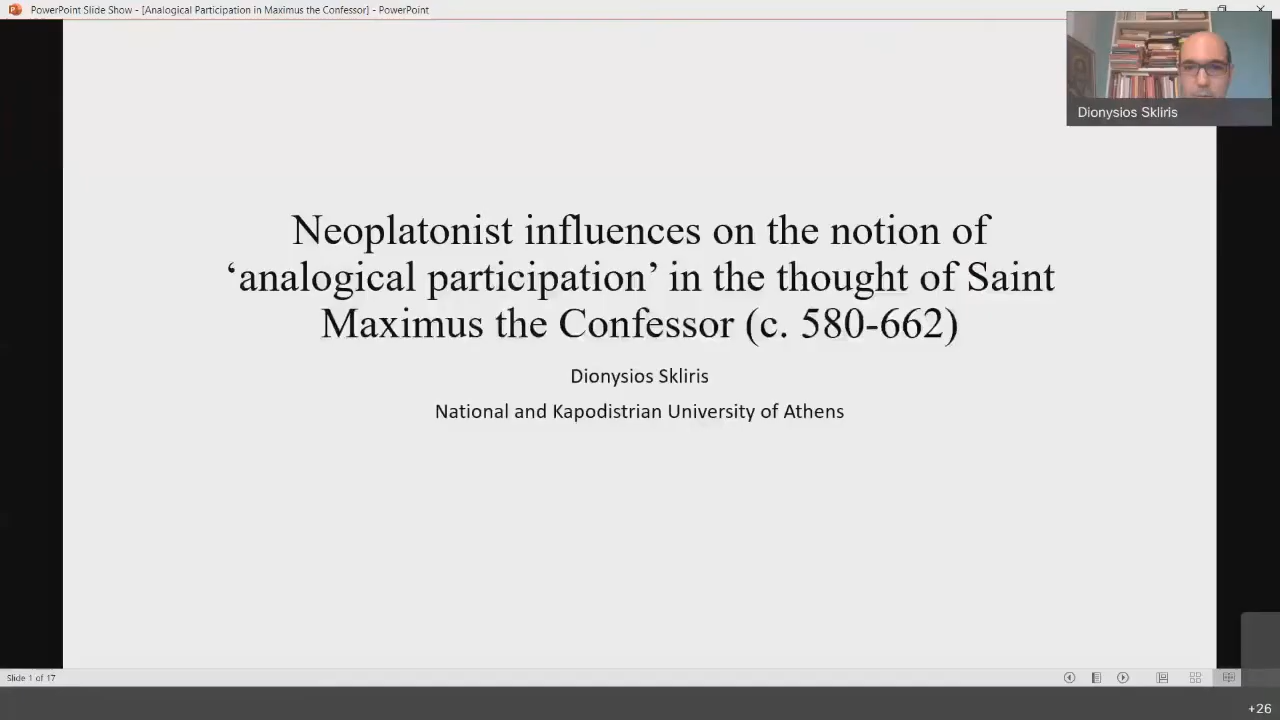 PowerPoint Slide Show - [Analogical Participation in Maximus the Confessor] - PowerPoint
Dionysios Skliris
Neoplatonist influences on the notion of
‘analogical participation’ in the thought of Saint
Maximus the Confessor (c. 580-662)
Dionysios Skliris
National and Kapodistrian University of Athens
Slide 1 of 17
+26